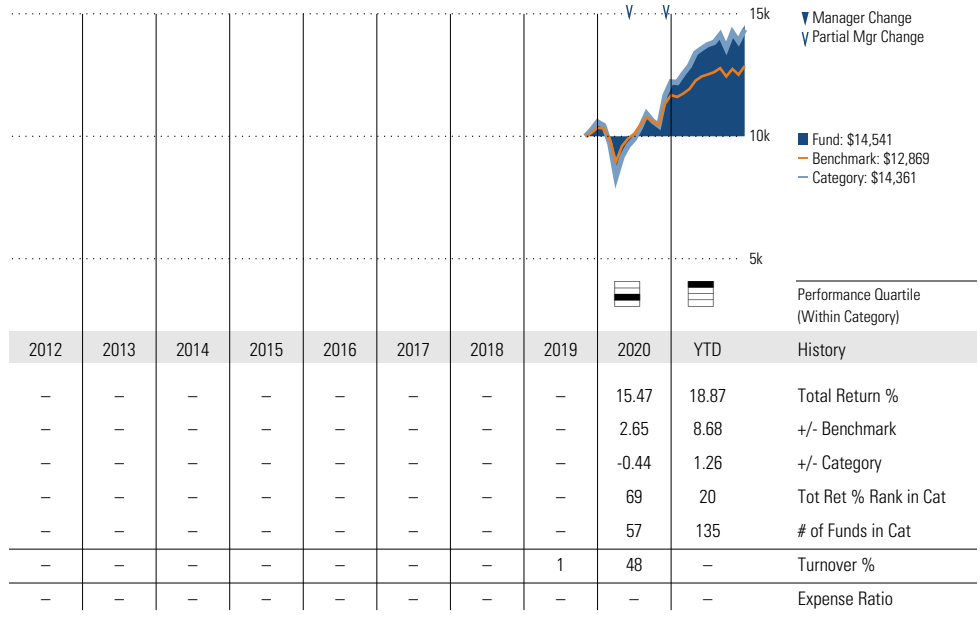 15k
▼ Manager Change
V Partial Mgr Change
10k
Fund: $14,541
Benchmark: $12,869
Category: $14,361
5k
Performance Quartile
(Within Category)
2012 2013 2014 2015 2016 2017 2018 2019 2020 YTD History
– – – – – – – – 15.47 18.87 Total Return %
– – – – – – – – 2.65 8.68 +/- Benchmark
– – – – – – – – -0.44 1.26 +/- Category
– – – – – – – – 69 20 Tot Ret % Rank in Cat
– – – – – – – – 57 135 # of Funds in Cat
– – – – – – – 1 48 – Turnover %
– – – – – – – – – – Expense Ratio